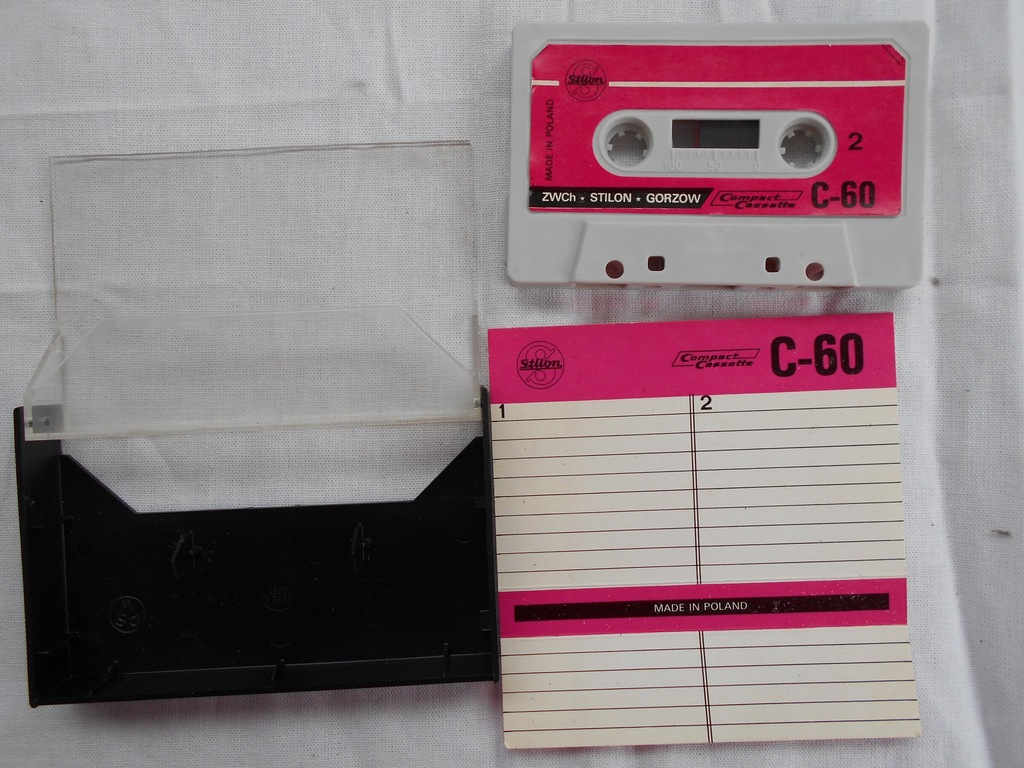 Stilon
MADE IN POLAND
2
100 50 0
ZWCh ★ STILON ★ GORZOW
Compact
Cassette
C-60
Stilon
Compact
Cassette
C-60
1
2
MADE IN POLAND